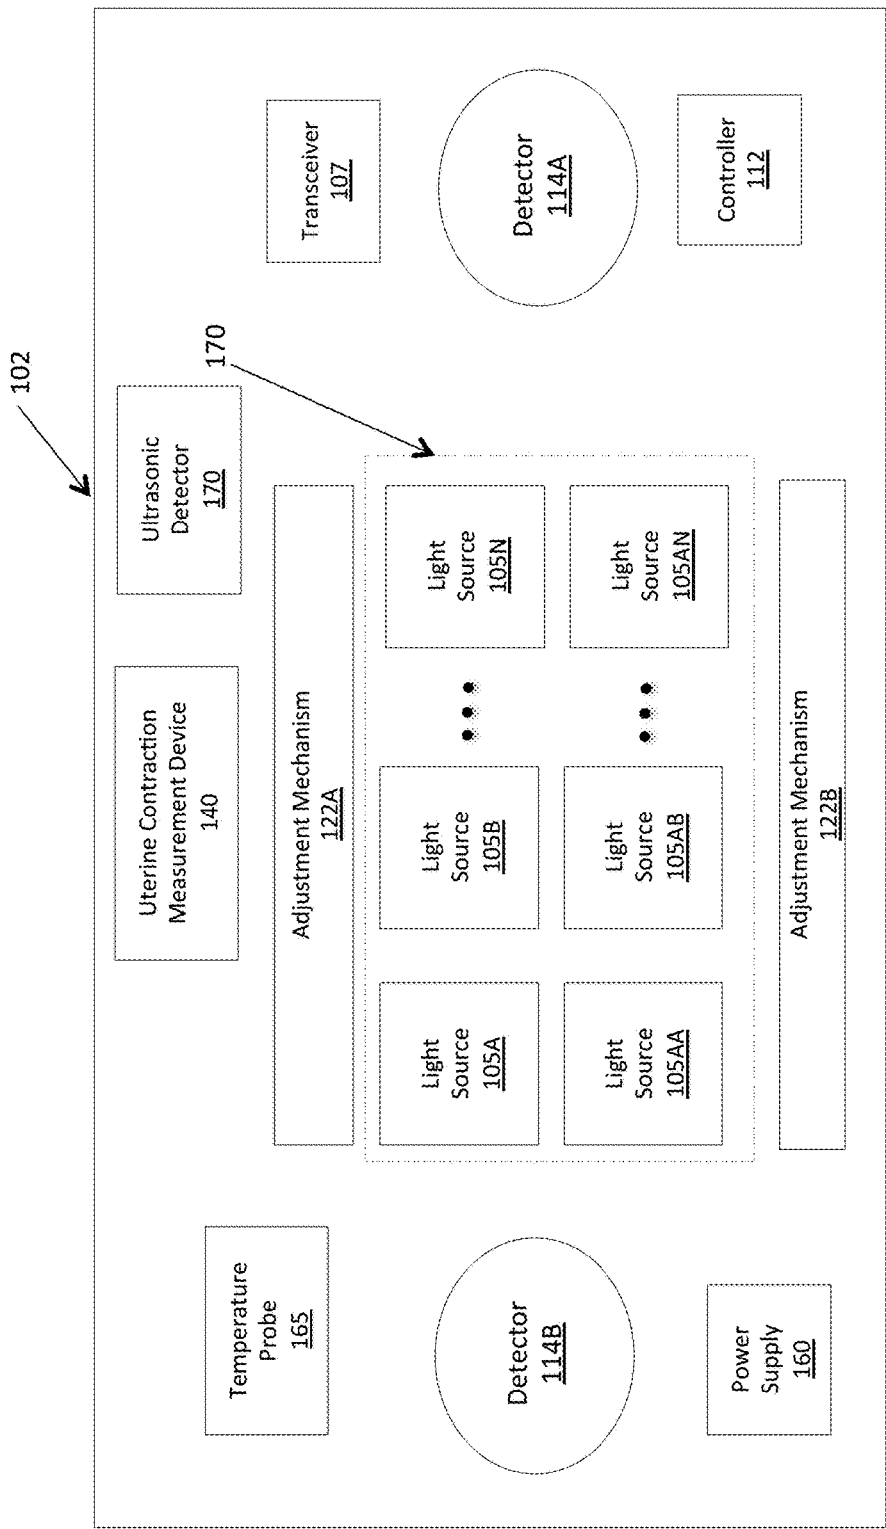 102
Uterine Contraction
Measurement Device
140
Ultrasonic
Detector
170
170
Temperature
Probe
165
Adjustment Mechanism
122A
Transceiver
107
Detector
114B
Light
Source
105A
Light
Source
105B
Light
Source
105N
Detector
114A
Light
Source
105AA
Light
Source
105AB
Light
Source
105AN
Power
Supply
160
Adjustment Mechanism
122B
Controller
112